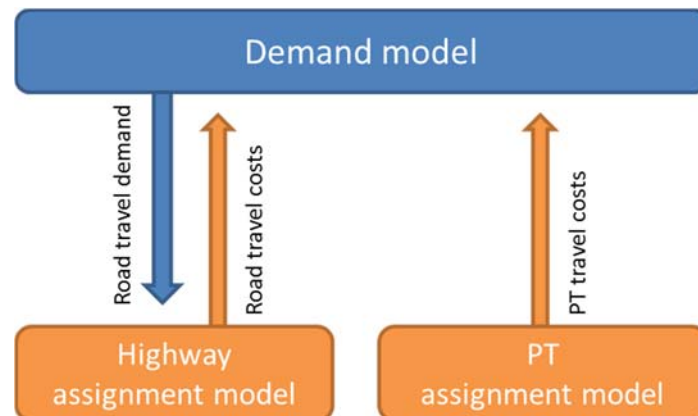 Demand model
Road travel demand
Road travel costs
PT travel costs
Highway
assignment model
PT
assignment model